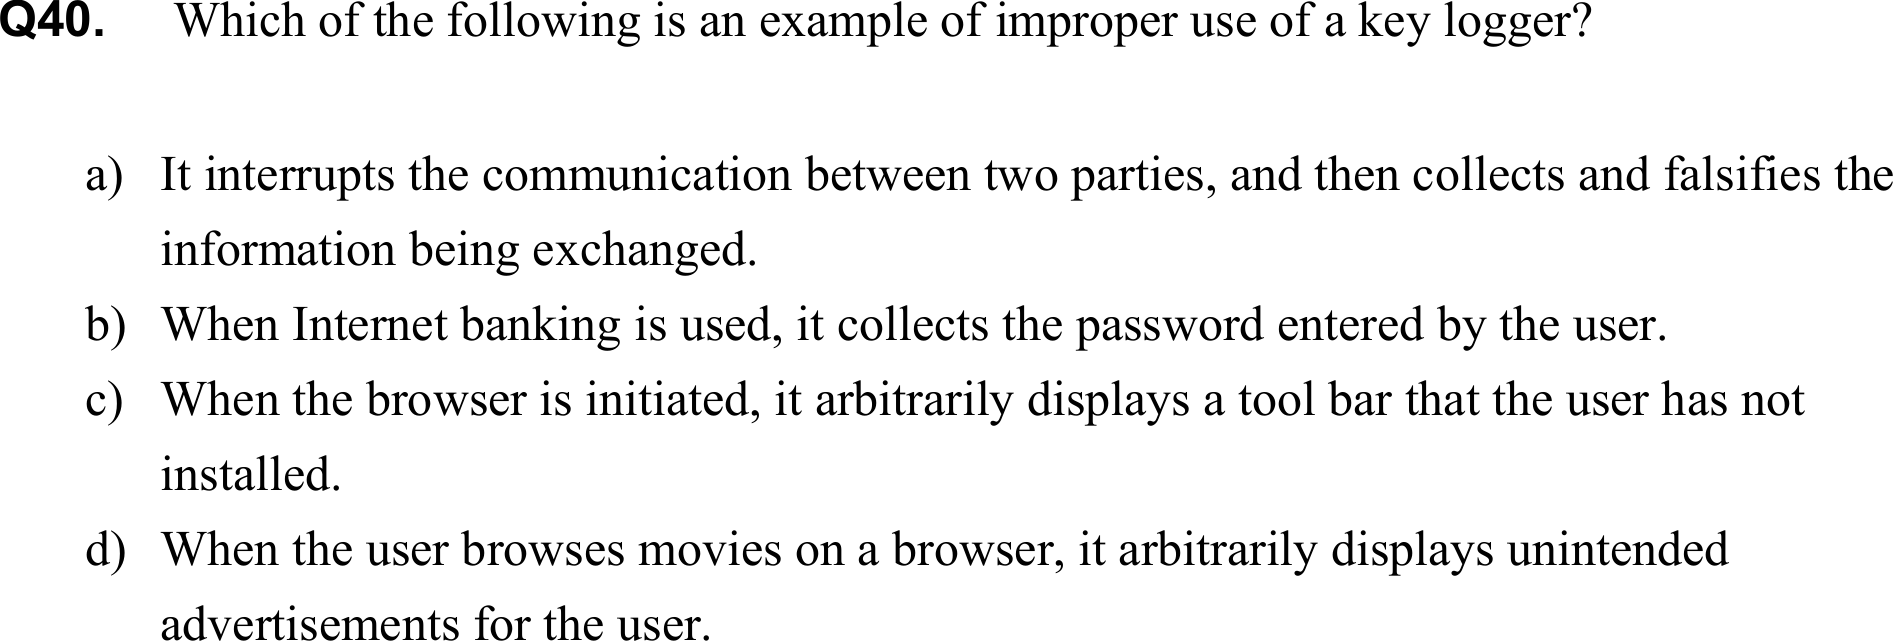 Q40. Which of the following is an example of improper use of a key logger?
a) It interrupts the communication between two parties, and then collects and falsifies the
information being exchanged.
b) When Internet banking is used, it collects the password entered by the user.
c) When the browser is initiated, it arbitrarily displays a tool bar that the user has not
installed.
d) When the user browses movies on a browser, it arbitrarily displays unintended
advertisements for the user.